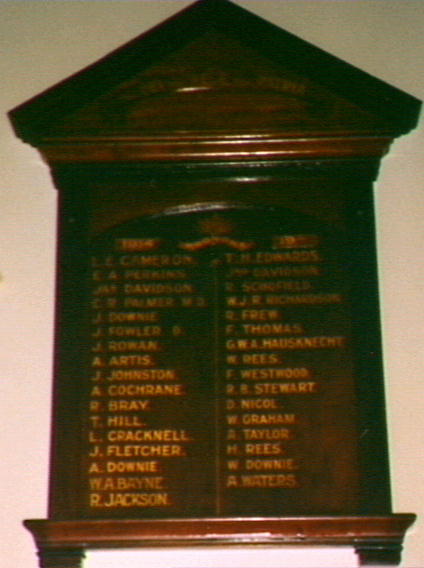 1914
L. E. CAMERON.
E. A. PERKINS.
JAS DAVIDSON.
C. R. PALMER M.D.
J. DOWNIE
J. FOWLER D.
J. ROWAN.
A. ARTIS.
J. JOHNSTON.
A COCHRANE.
R. BRAY.
T. HILL.
L. CRACKNELL.
J. FLETCHER.
A. DOWNIE.
W.A.BAYNE.
R. JACKSON.
19
T. H. EDWARDS.
JNO DAVIDSON.
R. SCHOFIELD.
W.J.R. RICHARDSON
R. FREW.
F. THOMAS.
G.W.A. HAUSKNECHT
W. REES.
F. WESTWOOD.
R. B. STEWART
D. NICOL.
W. GRAHAM.
A. TAYLOR.
H. REES.
W. DOWNIE.
A. WATERS.